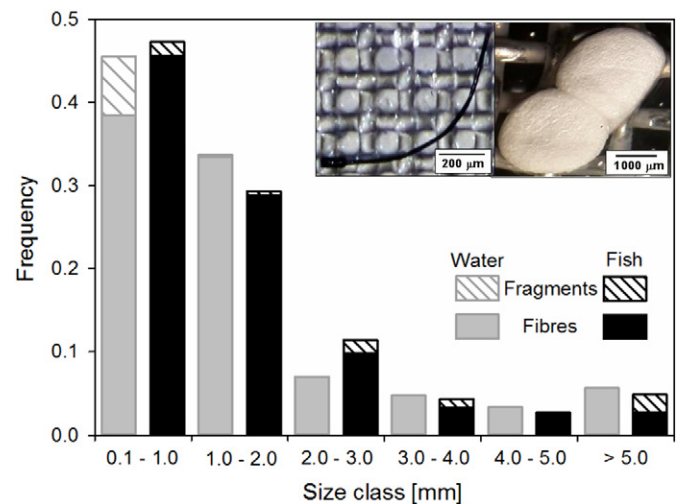 0.5
0.4
0.3
0.2
0.1
0.0
Frequency
200 µm
1000 µm
Water Fish
Fragments
Fibres
0.1 - 1.0 1.0 - 2.0 2.0 - 3.0 3.0 - 4.0 4.0 - 5.0 > 5.0
Size class [mm]